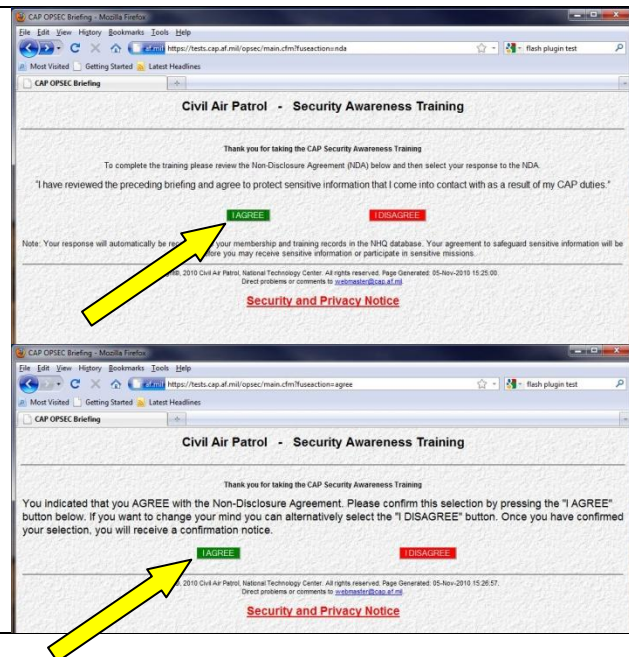 CAP OPSEC Briefing - Mozilla Firefox
File Edit View History Bookmarks Tools Help
af.mil https://tests.cap.af.mil/opsec/main.cfm?fuseaction=nda flash plugin test
Most Visited Getting Started Latest Headlines
CAP OPSEC Briefing
Civil Air Patrol - Security Awareness Training
Thank you for taking the CAP Security Awareness Training
To complete the training please review the Non-Disclosure Agreement (NDA) below and then select your response to the NDA.
"I have reviewed the preceding briefing and agree to protect sensitive information that I come into contact with as a result of my CAP duties."
I AGREE I DISAGREE
Note: Your response will automatically be your membership and training records in the NHQ database. Your agreement to safeguard sensitive information will be
you may receive sensitive information or participate in sensitive missions.
2010 Civil Air Patrol, National Technology Center. All rights reserved. Page Generated: 05-Nov-2010 15:25:00.
Direct problems or comments to webmaster@cap.af.mil.
Security and Privacy Notice
CAP OPSEC Briefing - Mozilla Firefox
File Edit View History Bookmarks Tools Help
af.mil https://tests.cap.af.mil/opsec/main.cfm?fuseaction=agree flash plugin test
Most Visited Getting Started Latest Headlines
CAP OPSEC Briefing
Civil Air Patrol - Security Awareness Training
Thank you for taking the CAP Security Awareness Training
You indicated that you AGREE with the Non-Disclosure Agreement. Please confirm this selection by pressing the "I AGREE"
button below. If you want to change your mind you can alternatively select the "I DISAGREE" button. Once you have confirmed
your selection, you will receive a confirmation notice.
I AGREE I DISAGREE
2010 Civil Air Patrol, National Technology Center. All rights reserved. Page Generated: 05-Nov-2010 15:26:57.
Direct problems or comments to webmaster@cap.af.mil.
Security and Privacy Notice